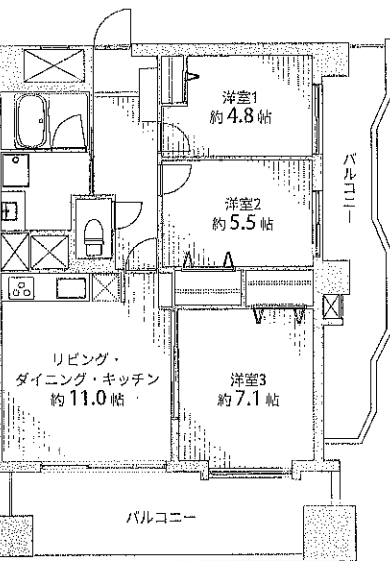 洋室1
約4.8帖
バルコニー
洋室2
約5.5帖
リビング・
ダイニング・キッチン
約11.0帖
洋室3
約7.1帖
バルコニー